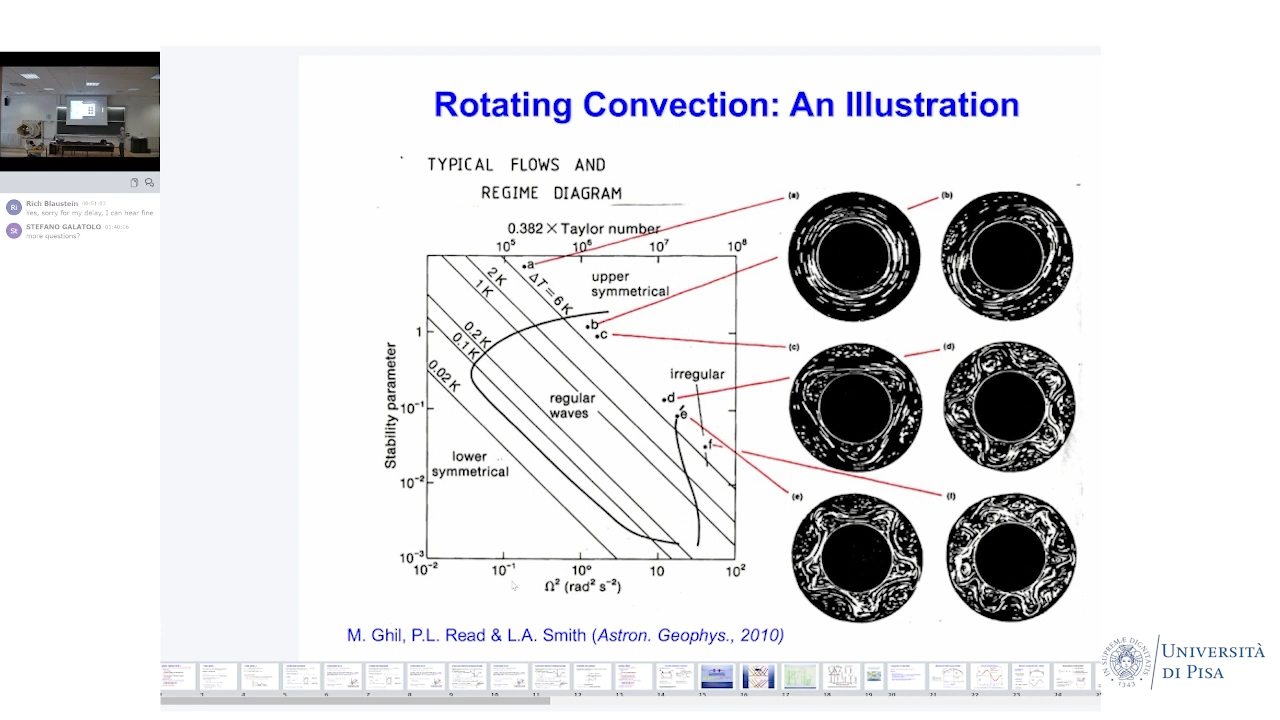 Rotating Convection: An Illustration
TYPICAL FLOWS AND
REGIME DIAGRAM
0.382 × Taylor number
10⁵ 10⁶ 10⁷ 10⁸
a
ΔT = 6 K
2 K
1 K
0.2 K
0.1 K
0.02 K
upper
symmetrical
b
c
irregular
d
e
f
regular
waves
lower
symmetrical
Stability parameter
1
10⁻¹
10⁻²
10⁻³
10⁻² 10⁻¹ 10⁰ 10 10²
Ω² (rad² s⁻²)
(a) (b)
(c) (d)
(e) (f)
M. Ghil, P.L. Read & L.A. Smith (Astron. Geophys., 2010)
Ri
Rich Blaustein
Yes, sorry for my delay, I can hear fine
St
STEFANO GALATOLO
more questions?
UNIVERSITÀ
DI PISA
1343